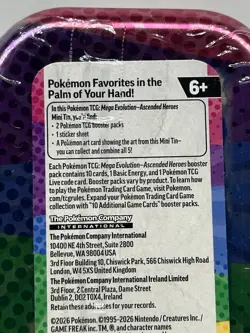 Pokémon Favorites in the
Palm of Your Hand!
6+
In this Pokémon TCG: Mega Evolution—Ascended Heroes
Mini Tin, you'll find:
• 2 Pokémon TCG booster packs
• 1 sticker sheet
• A Pokémon art card showing the art from this Mini Tin—
you can collect and combine all 5!
Each Pokémon TCG: Mega Evolution—Ascended Heroes booster
pack contains 10 cards, 1 Basic Energy, and 1 Pokémon TCG
Live code card. Booster packs vary by product. To learn how
to play the Pokémon Trading Card Game, visit Pokemon.
com/tcgrules. Expand your Pokémon Trading Card Game
collection with "10 Additional Game Cards" booster packs.
The Pokémon Company
INTERNATIONAL
The Pokémon Company International
10400 NE 4th Street, Suite 2800
Bellevue, WA 98004 USA
3rd Floor Building 10, Chiswick Park, 566 Chiswick High Road
London, W4 5XS United Kingdom
The Pokémon Company International Ireland Limited
3rd Floor, 2 Central Plaza, Dame Street
Dublin 2, D02 T0X4, Ireland
Retain these addresses for your records.
©2026 Pokémon. ©1995–2026 Nintendo / Creatures Inc. /
GAME FREAK inc. TM, ®, and character names